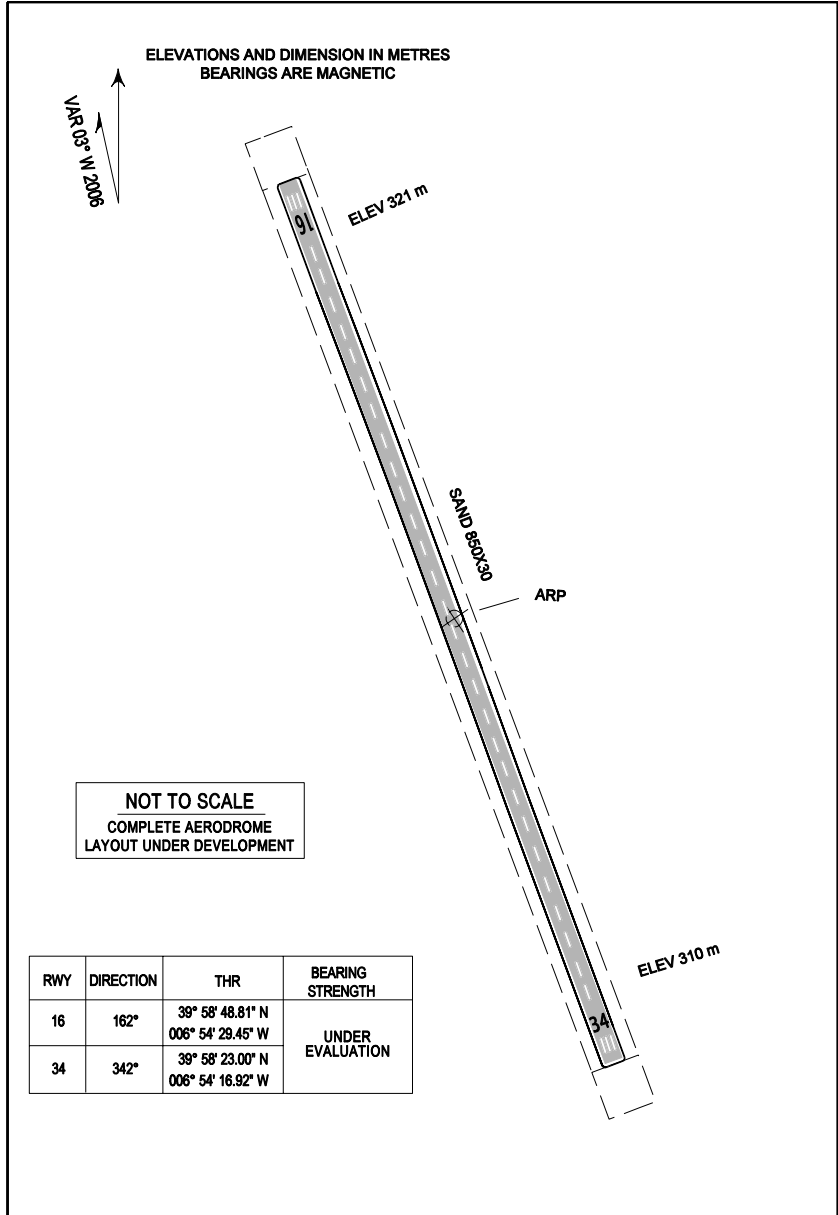 ELEVATIONS AND DIMENSION IN METRES
BEARINGS ARE MAGNETIC
VAR 03° W 2006
ELEV 321 m
16
SAND 850X30
ARP
NOT TO SCALE
COMPLETE AERODROME
LAYOUT UNDER DEVELOPMENT
ELEV 310 m
34
RWY DIRECTION THR BEARING STRENGTH
16 162° 39° 58' 48.81" N
006° 54' 29.45" W
UNDER EVALUATION
34 342° 39° 58' 23.00" N
006° 54' 16.92" W